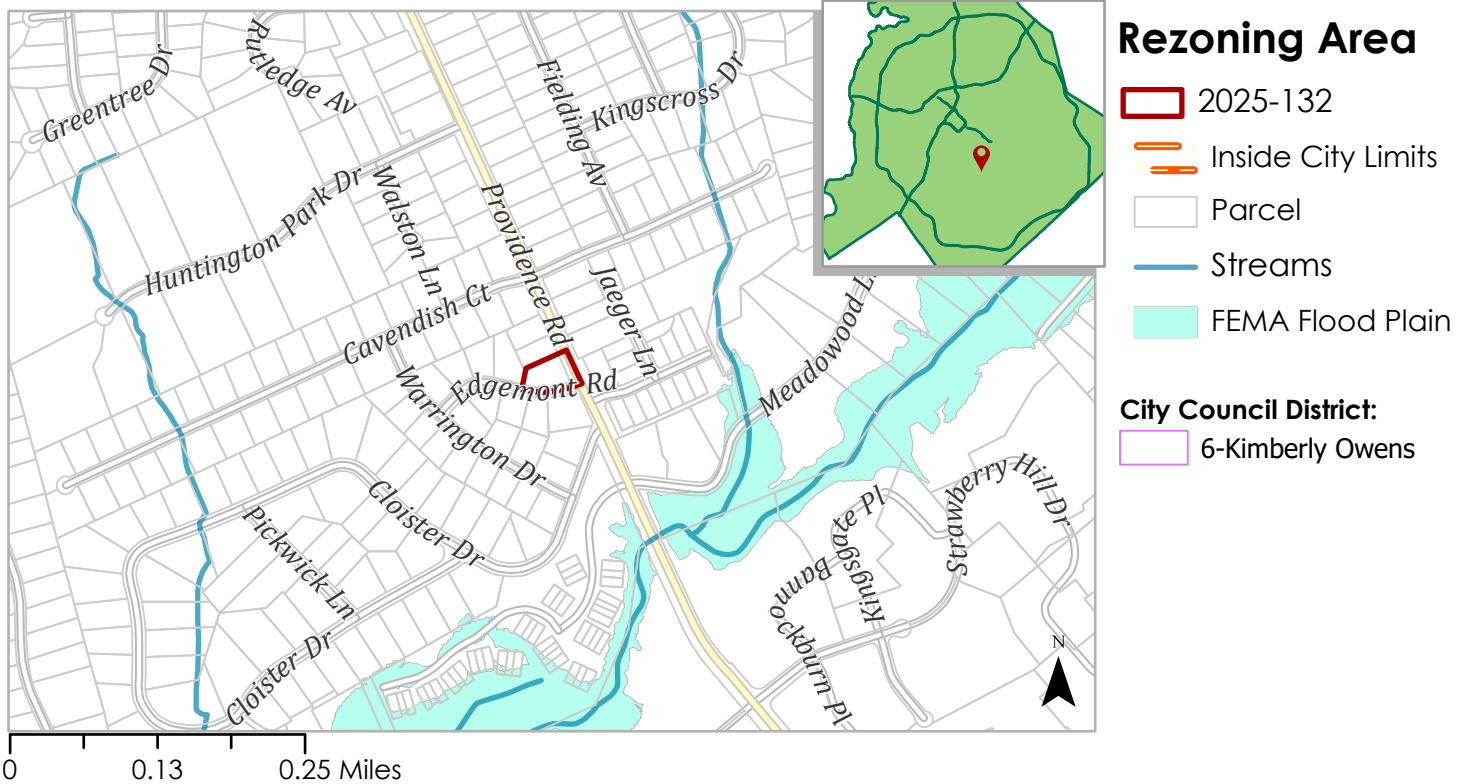 Greentree Dr
Rutledge Av
Fielding Av
Kingscross Dr
Huntington Park Dr
Walston Ln
Providence Rd
Cavendish Ct
Jaeger Ln
Meadowood L
Edgemont Rd
Warrington Dr
Cloister Dr
Pickwick Ln
Cloister Dr
Kingsgate Pl
Kings
Bannockburn Pl
Strawberry Hill Dr
N
0
0.13
0.25 Miles
Rezoning Area
2025-132
Inside City Limits
Parcel
Streams
FEMA Flood Plain
City Council District:
6-Kimberly Owens